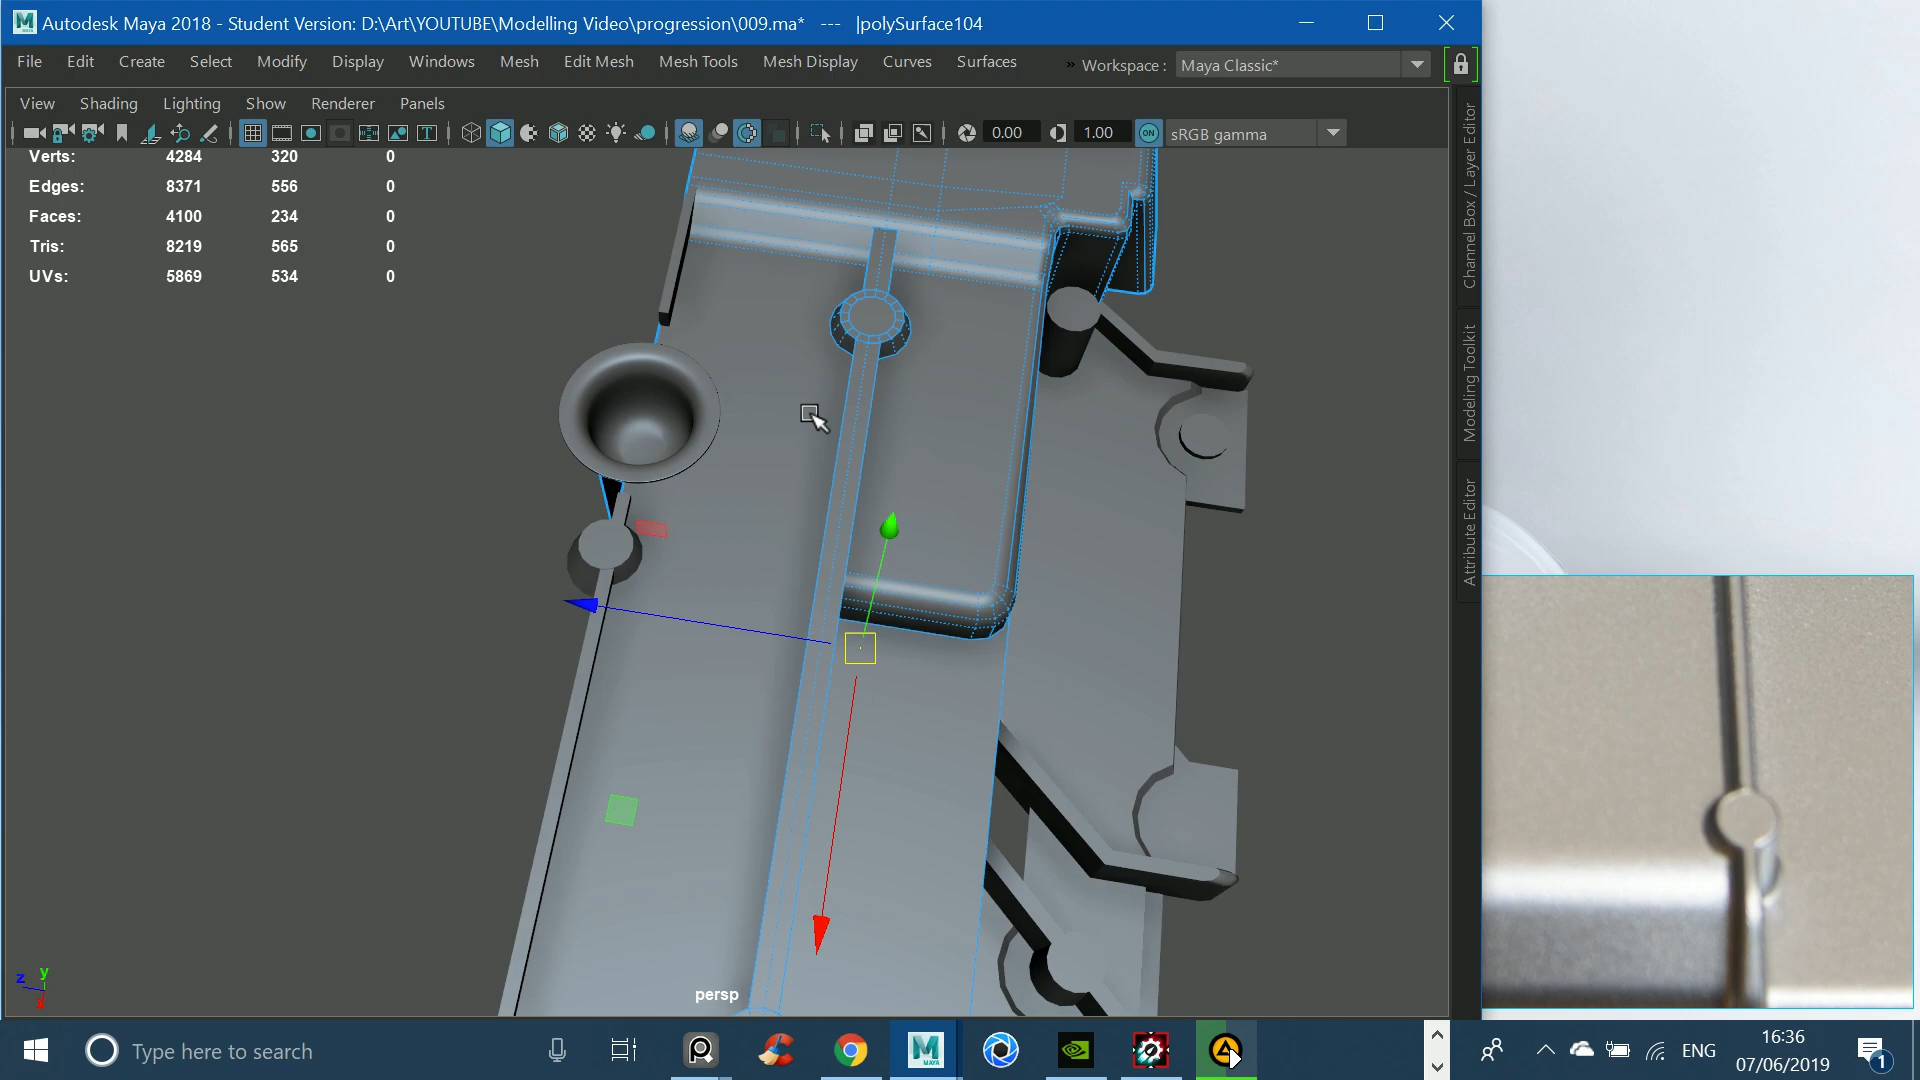 Autodesk Maya 2018 - Student Version: D:\Art\YOUTUBE\Modelling Video\progression\009.ma* --- |polySurface104
File Edit Create Select Modify Display Windows Mesh Edit Mesh Mesh Tools Mesh Display Curves Surfaces » Workspace : Maya Classic*
View Shading Lighting Show Renderer Panels
0.00 1.00 ON sRGB gamma
Verts: 4284 320 0
Edges: 8371 556 0
Faces: 4100 234 0
Tris: 8219 565 0
UVs: 5869 534 0
Channel Box / Layer Editor
Modeling Toolkit
Attribute Editor
z y
x
persp
Type here to search
MAYA
ENG
16:36
07/06/2019
1